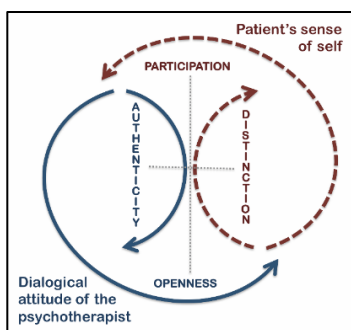 Patient's sense
of self
PARTICIPATION
AUTHENTICITY
DISTINCTION
OPENNESS
Dialogical
attitude of the
psychotherapist